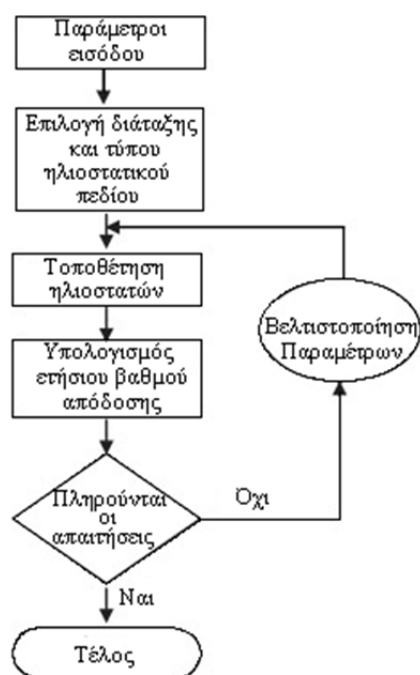 Παράμετροι
εισόδου
Επιλογή διάταξης
και τύπου
ηλιοστατικού
πεδίου
Τοποθέτηση
ηλιοστατών
Βελτιστοποίηση
Παραμέτρων
Υπολογισμός
ετήσιου βαθμού
απόδοσης
Πληρούνται
οι
απαιτήσεις
Όχι
Ναι
Τέλος